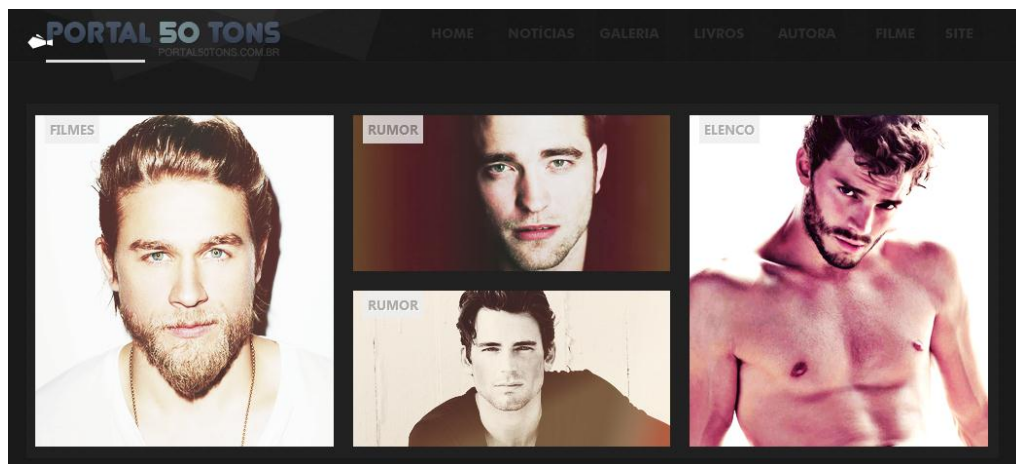 PORTAL 50 TONS
PORTAL50TONS.COM.BR
HOME NOTÍCIAS GALERIA LIVROS AUTORA FILME SITE
FILMES
RUMOR
ELENCO
RUMOR